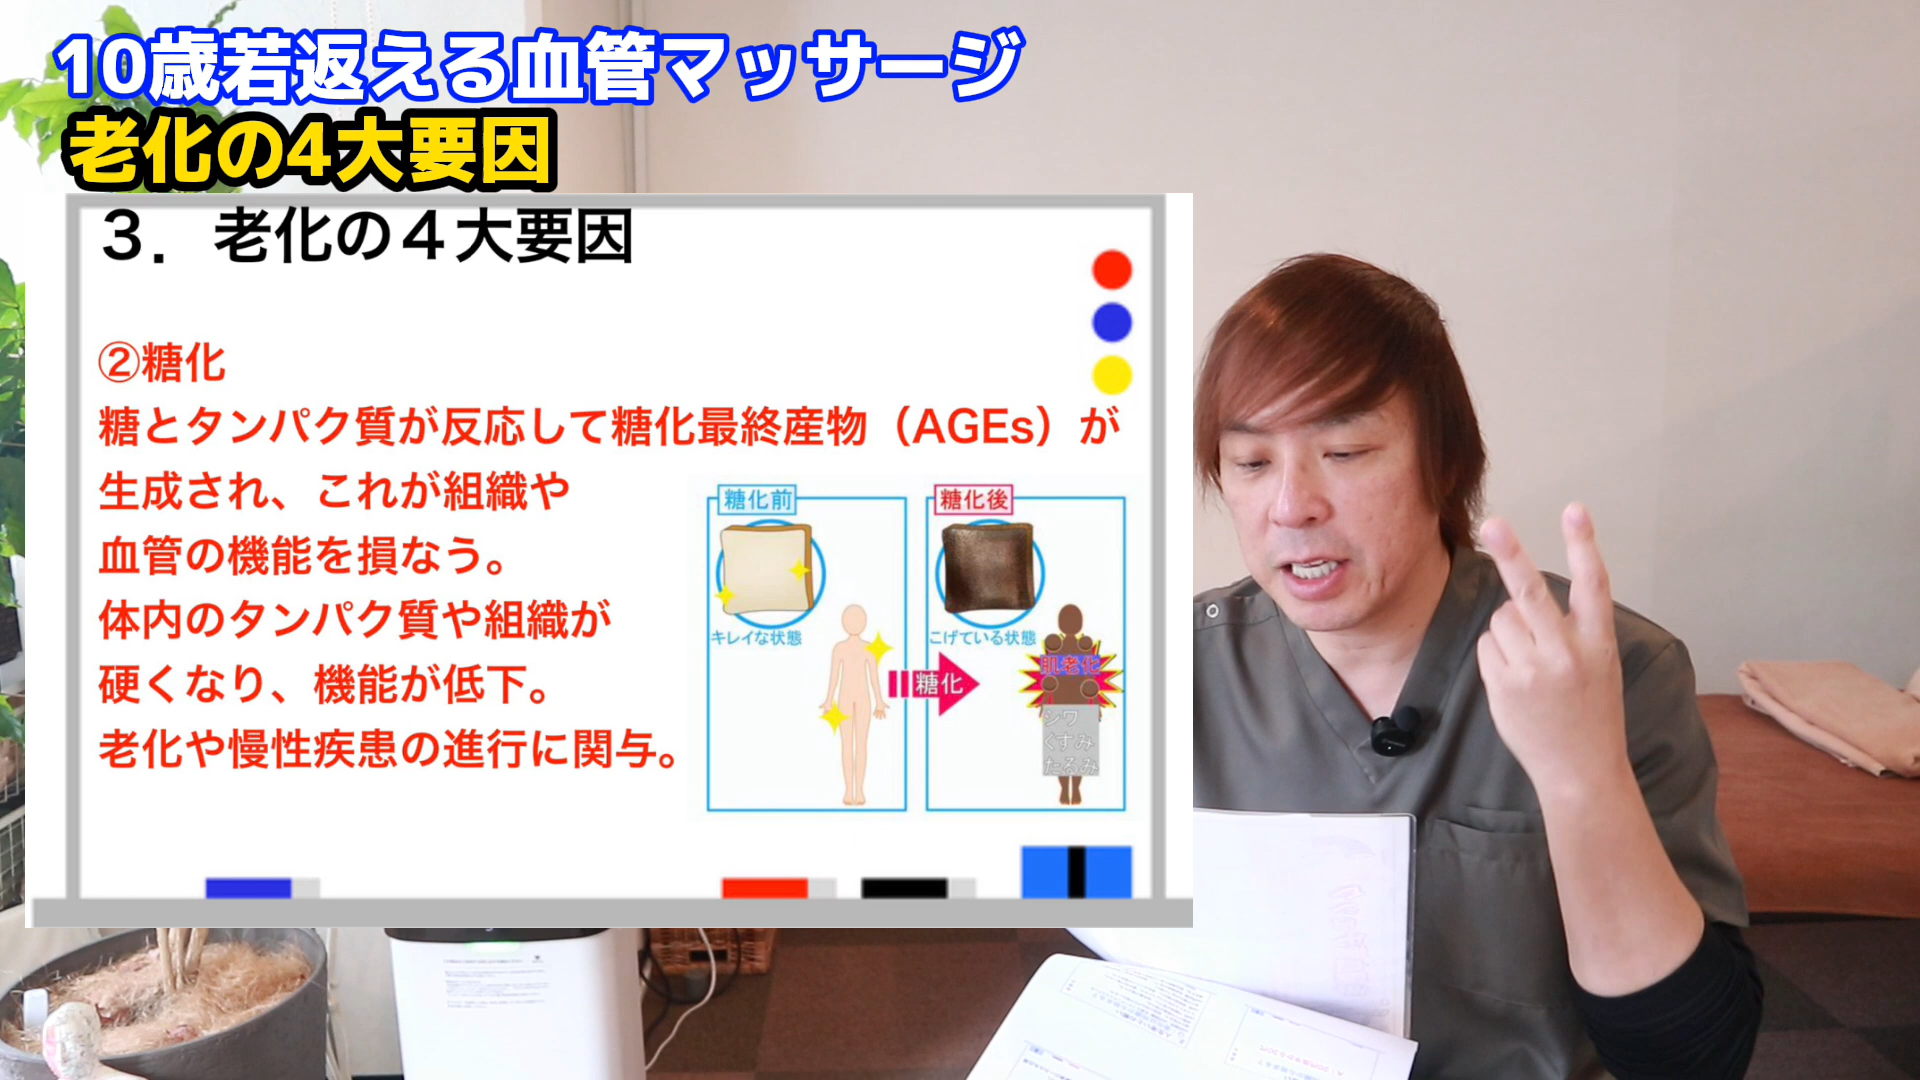 10歳若返える血管マッサージ
老化の4大要因
３．老化の４大要因
②糖化
糖とタンパク質が反応して糖化最終産物（AGEs）が
生成され、これが組織や
血管の機能を損なう。
体内のタンパク質や組織が
硬くなり、機能が低下。
老化や慢性疾患の進行に関与。
糖化前
キレイな状態
糖化
糖化後
こげている状態
肌老化
シワ
くすみ
たるみ